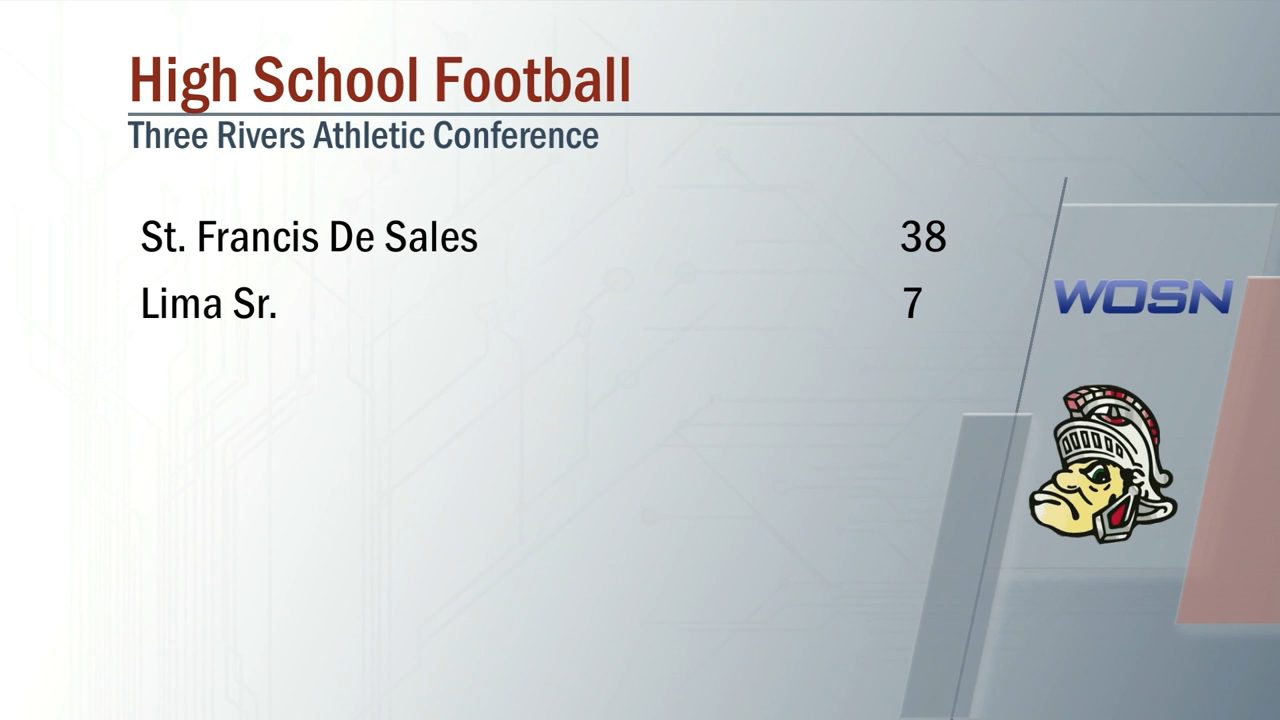 High School Football
Three Rivers Athletic Conference
St. Francis De Sales 38
Lima Sr. 7
WOSN